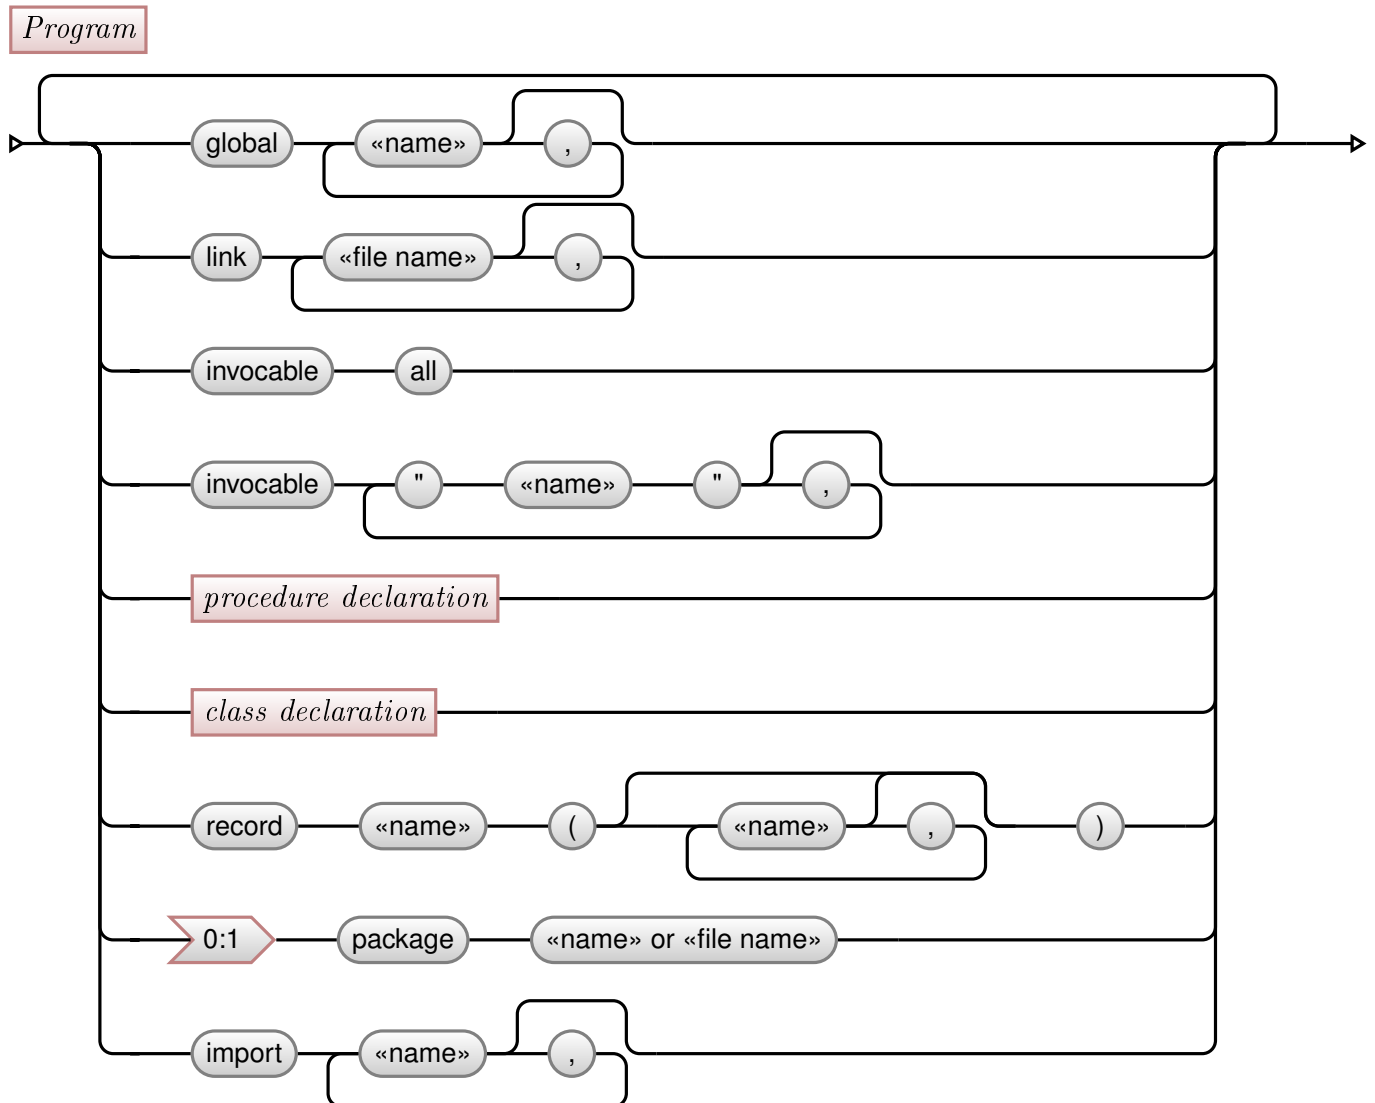 Program
global «name» ,
link «file name» ,
invocable all
invocable " «name» " ,
procedure declaration
class declaration
record «name» ( «name» , )
0:1 package «name» or «file name»
import «name» ,